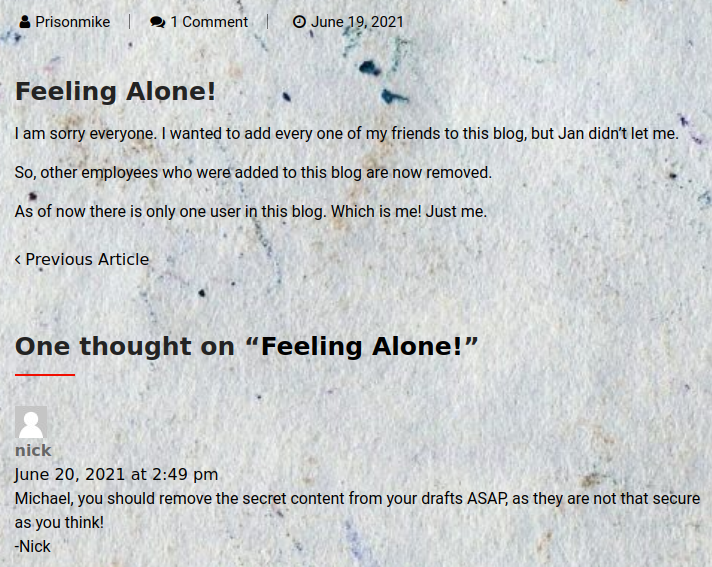 Prisonmike | 1 Comment | June 19, 2021
Feeling Alone!
I am sorry everyone. I wanted to add every one of my friends to this blog, but Jan didn’t let me.
So, other employees who were added to this blog are now removed.
As of now there is only one user in this blog. Which is me! Just me.
‹ Previous Article
One thought on “Feeling Alone!”
nick
June 20, 2021 at 2:49 pm
Michael, you should remove the secret content from your drafts ASAP, as they are not that secure
as you think!
-Nick